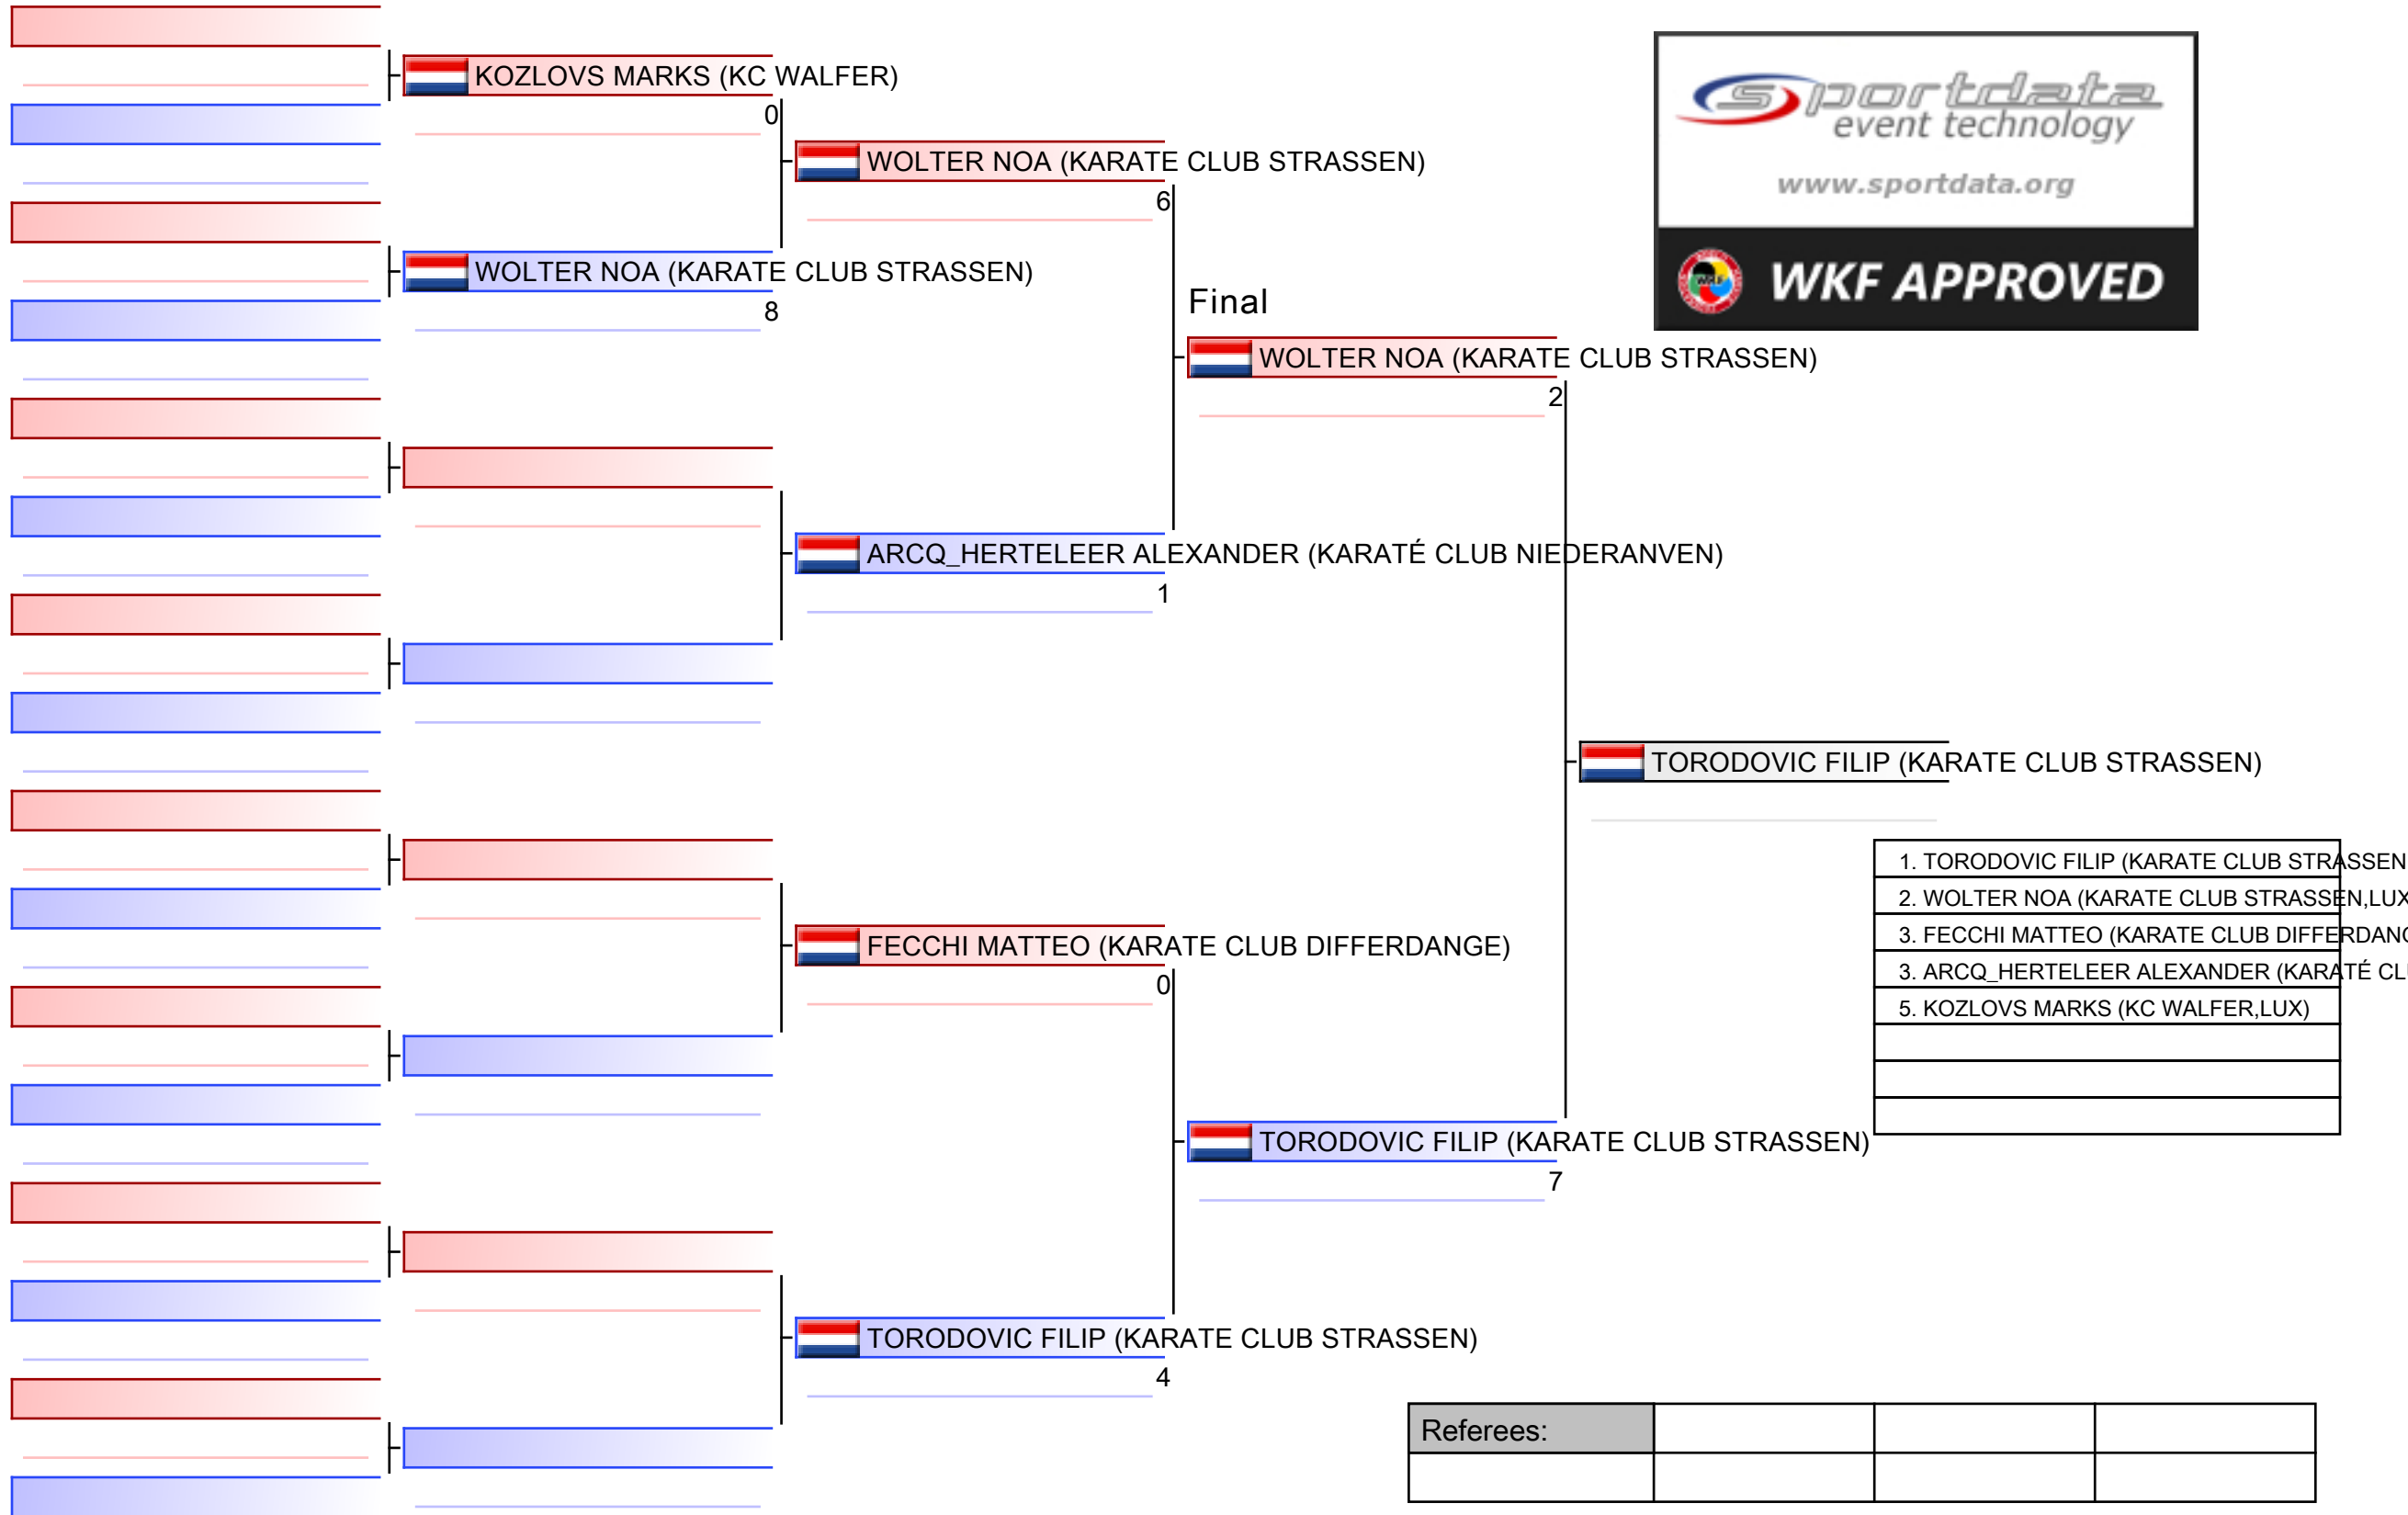 KOZLOVS MARKS (KC WALFER)
0
WOLTER NOA (KARATE CLUB STRASSEN)
8
WOLTER NOA (KARATE CLUB STRASSEN)
6
ARCQ_HERTELEER ALEXANDER (KARATÉ CLUB NIEDERANVEN)
1
FECCHI MATTEO (KARATE CLUB DIFFERDANGE)
0
TORODOVIC FILIP (KARATE CLUB STRASSEN)
4
Final
WOLTER NOA (KARATE CLUB STRASSEN)
2
TORODOVIC FILIP (KARATE CLUB STRASSEN)
7
TORODOVIC FILIP (KARATE CLUB STRASSEN)
sportdata
event technology
www.sportdata.org
WKF APPROVED
1. TORODOVIC FILIP (KARATE CLUB STRASSEN
2. WOLTER NOA (KARATE CLUB STRASSEN,LUX
3. FECCHI MATTEO (KARATE CLUB DIFFERDANG
3. ARCQ_HERTELEER ALEXANDER (KARATÉ CL
5. KOZLOVS MARKS (KC WALFER,LUX)
Referees: